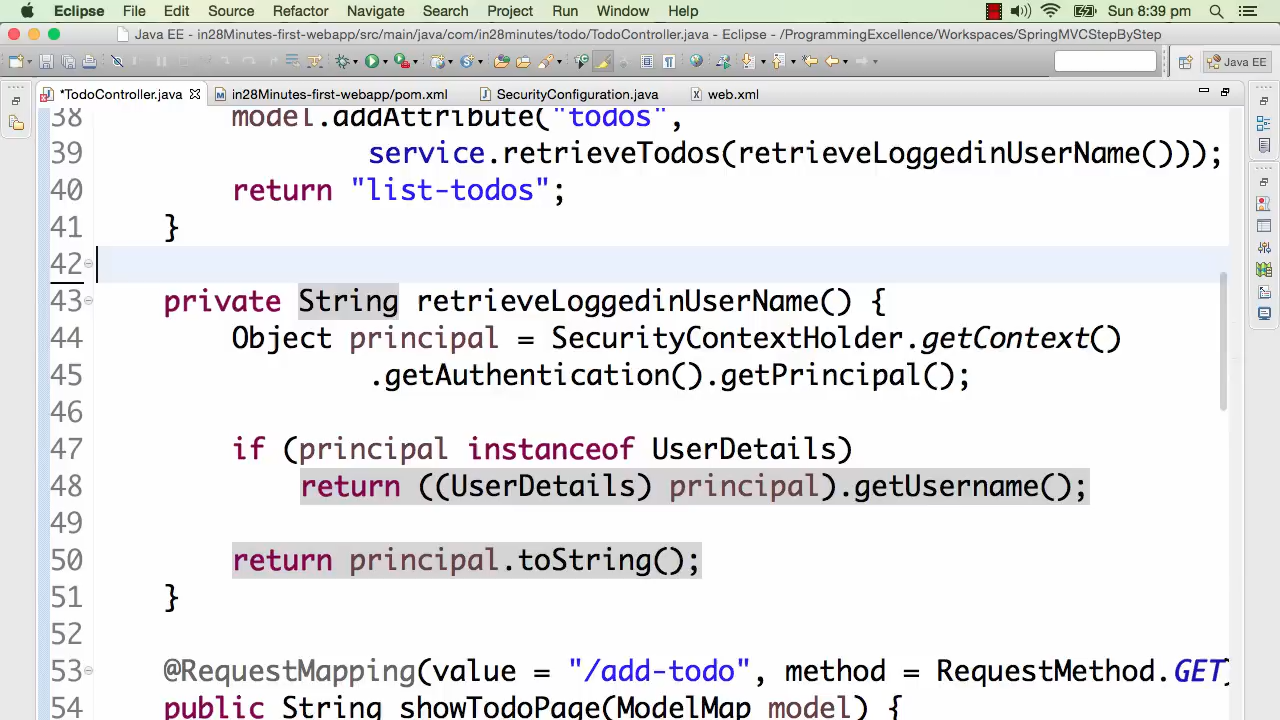 Eclipse File Edit Source Refactor Navigate Search Project Run Window Help Sun 8:39 pm
Java EE - in28Minutes-first-webapp/src/main/java/com/in28minutes/todo/TodoController.java - Eclipse - /ProgrammingExcellence/Workspaces/SpringMVCStepByStep
Java EE
*TodoController.java in28Minutes-first-webapp/pom.xml SecurityConfiguration.java web.xml
38 model.addAttribute("todos",
39 service.retrieveTodos(retrieveLoggedinUserName()));
40 return "list-todos";
41 }
42
43 private String retrieveLoggedinUserName() {
44 Object principal = SecurityContextHolder.getContext()
45 .getAuthentication().getPrincipal();
46
47 if (principal instanceof UserDetails)
48 return ((UserDetails) principal).getUsername();
49
50 return principal.toString();
51 }
52
53 @RequestMapping(value = "/add-todo", method = RequestMethod.GET)
54 public String showTodoPage(ModelMap model) {